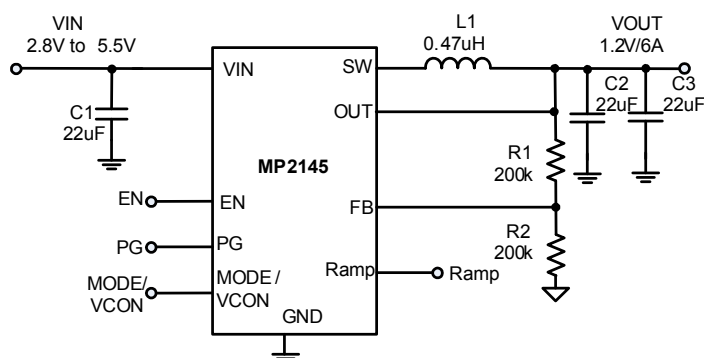 VIN
2.8V to 5.5V
L1
0.47uH
VOUT
1.2V/6A
VIN
SW
C1
22uF
C2
22uF
C3
22uF
OUT
MP2145
R1
200k
EN
EN
FB
PG
PG
R2
200k
MODE/
VCON
MODE/
VCON
Ramp
Ramp
GND